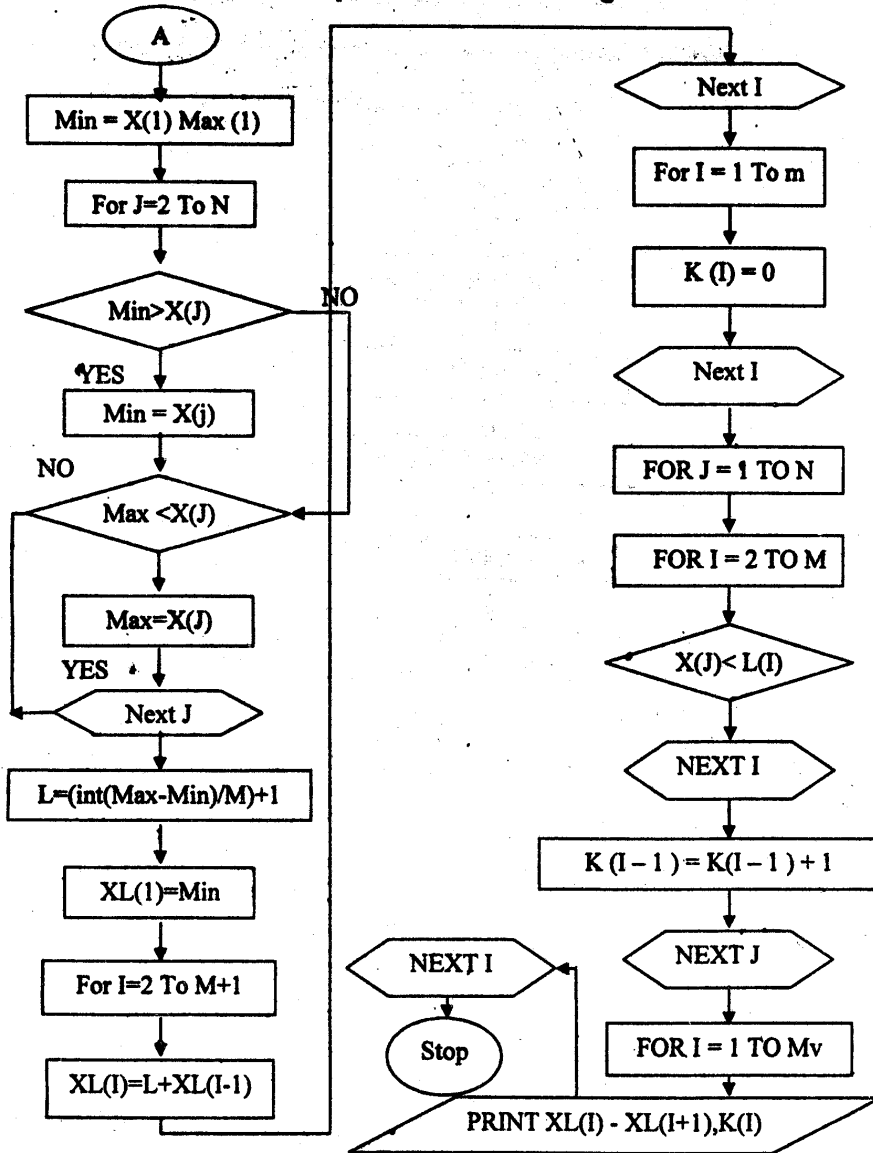 A
Min = X(1) Max (1)
For J=2 To N
Min>X(J)
NO
YES
Min = X(j)
NO
Max <X(J)
Max=X(J)
YES
Next J
L=(int(Max-Min)/M)+1
XL(1)=Min
For I=2 To M+1
XL(I)=L+XL(I-1)
Next I
For I = 1 To m
K (I) = 0
Next I
FOR J = 1 TO N
FOR I = 2 TO M
X(J)< L(I)
NEXT I
K (I – 1 ) = K(I – 1 ) + 1
NEXT J
FOR I = 1 TO Mv
PRINT XL(I) - XL(I+1),K(I)
NEXT I
Stop